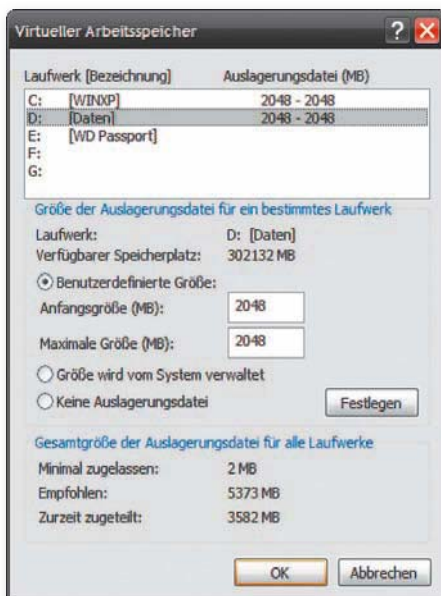 Virtueller Arbeitsspeicher
Laufwerk [Bezeichnung] Auslagerungsdatei (MB)
C: [WINXP] 2048 - 2048
D: [Daten] 2048 - 2048
E: [WD Passport]
F:
G:
Größe der Auslagerungsdatei für ein bestimmtes Laufwerk
Laufwerk: D: [Daten]
Verfügbarer Speicherplatz: 302132 MB
Benutzerdefinierte Größe:
Anfangsgröße (MB): 2048
Maximale Größe (MB): 2048
Größe wird vom System verwaltet
Keine Auslagerungsdatei Festlegen
Gesamtgröße der Auslagerungsdatei für alle Laufwerke
Minimal zugelassen: 2 MB
Empfohlen: 5373 MB
Zurzeit zugeteilt: 3582 MB
OK Abbrechen